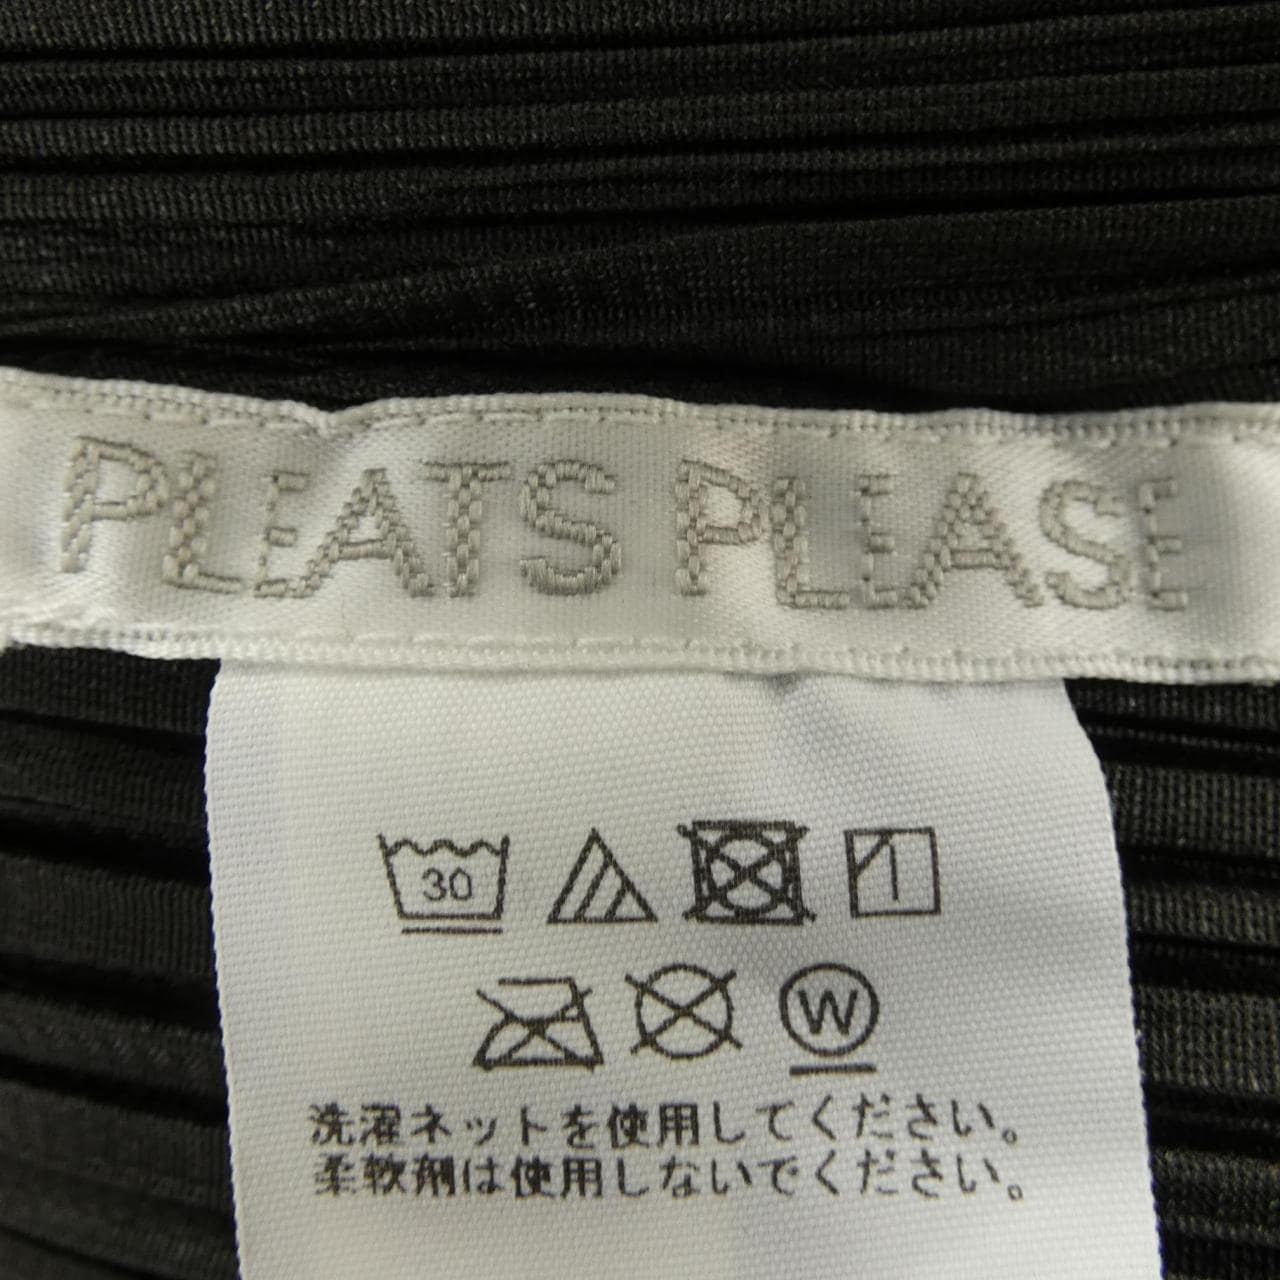 PLEATS PLEASE
30
W
洗濯ネットを使用してください。
柔軟剤は使用しないでください。